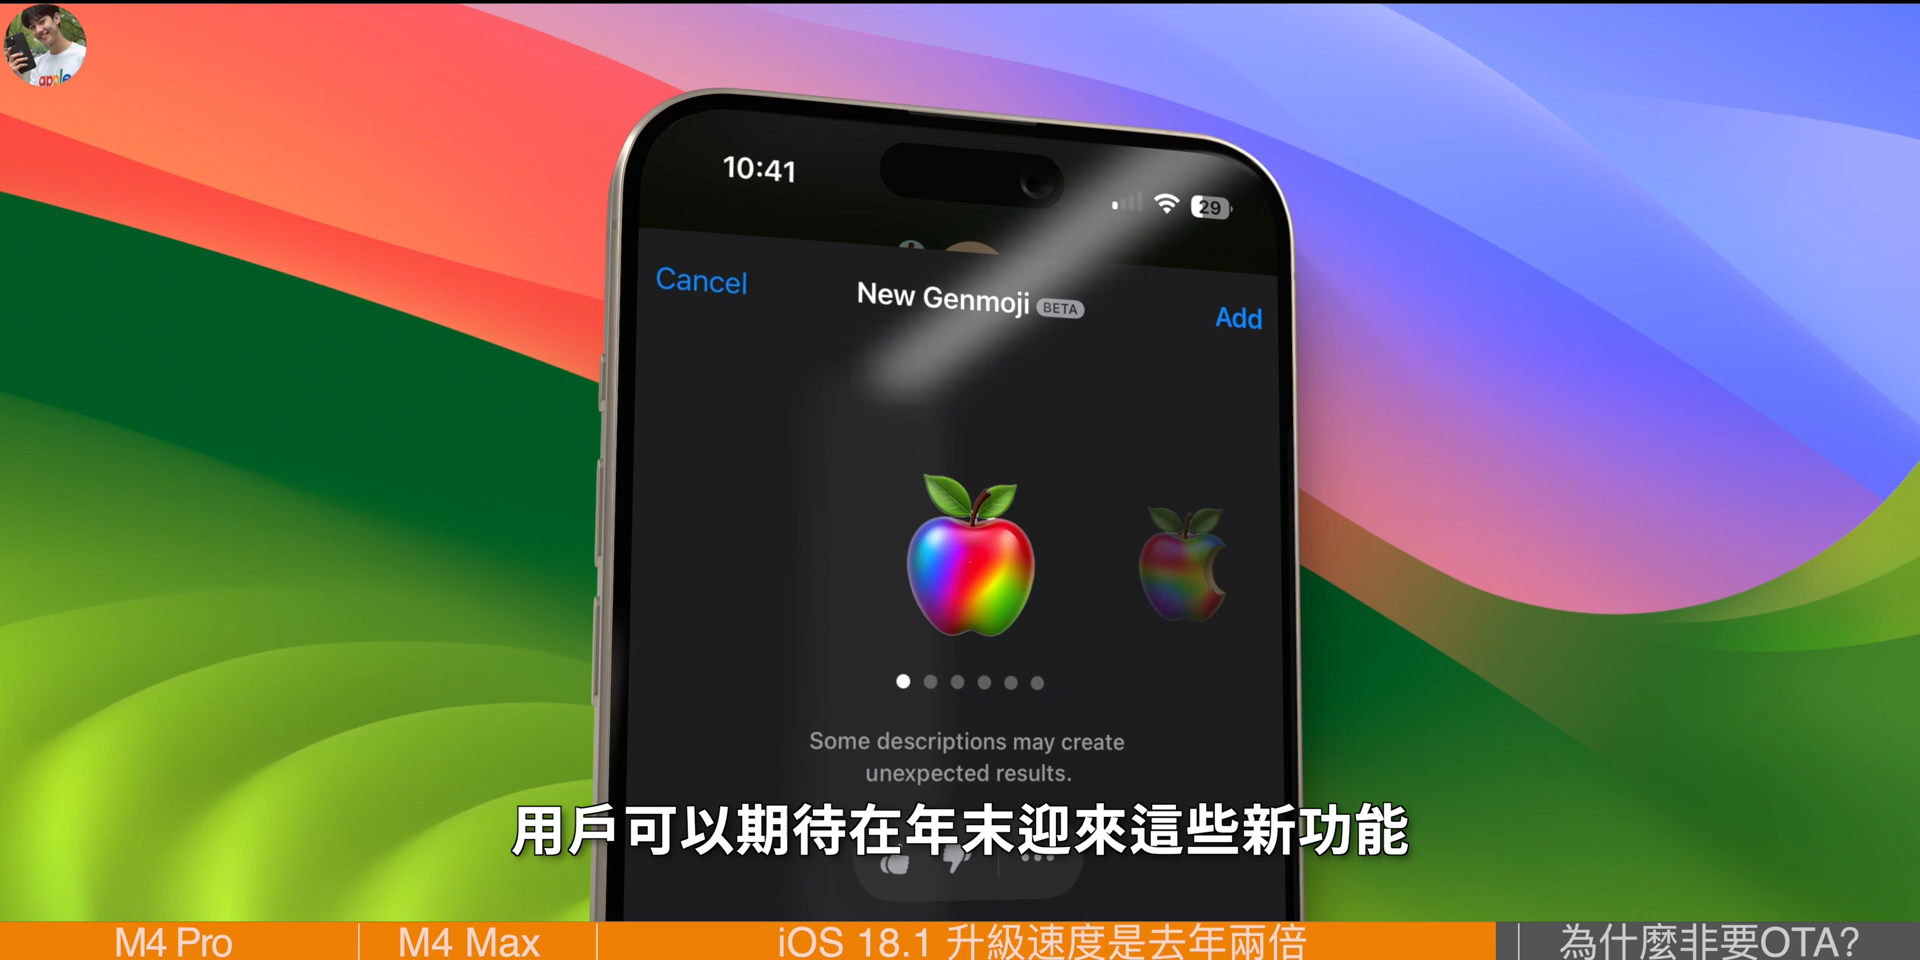 apple
10:41
29
Cancel
New Genmoji BETA
Add
Some descriptions may create
unexpected results.
用戶可以期待在年末迎來這些新功能
M4 Pro
M4 Max
iOS 18.1 升級速度是去年兩倍
為什麼非要OTA?